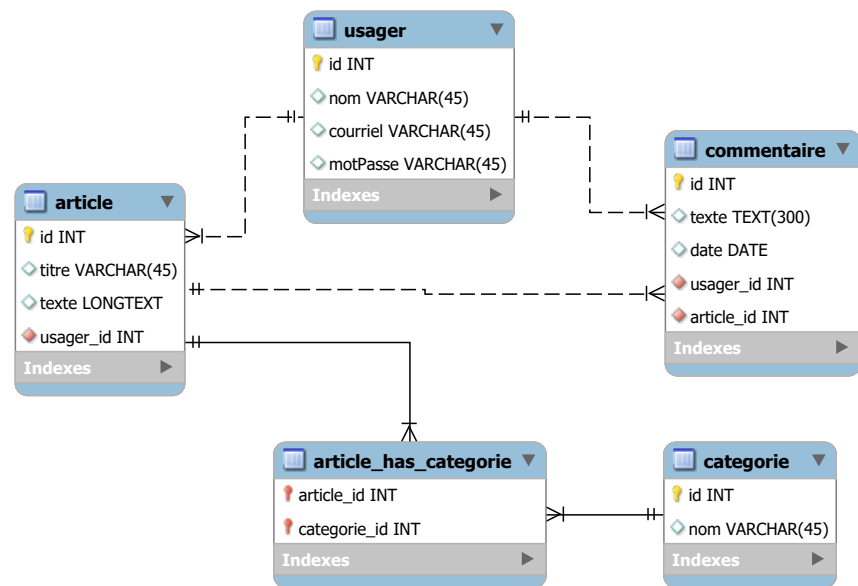 usager
id INT
nom VARCHAR(45)
courriel VARCHAR(45)
motPasse VARCHAR(45)
Indexes
commentaire
id INT
texte TEXT(300)
date DATE
usager_id INT
article_id INT
Indexes
article
id INT
titre VARCHAR(45)
texte LONGTEXT
usager_id INT
Indexes
article_has_categorie
article_id INT
categorie_id INT
Indexes
categorie
id INT
nom VARCHAR(45)
Indexes